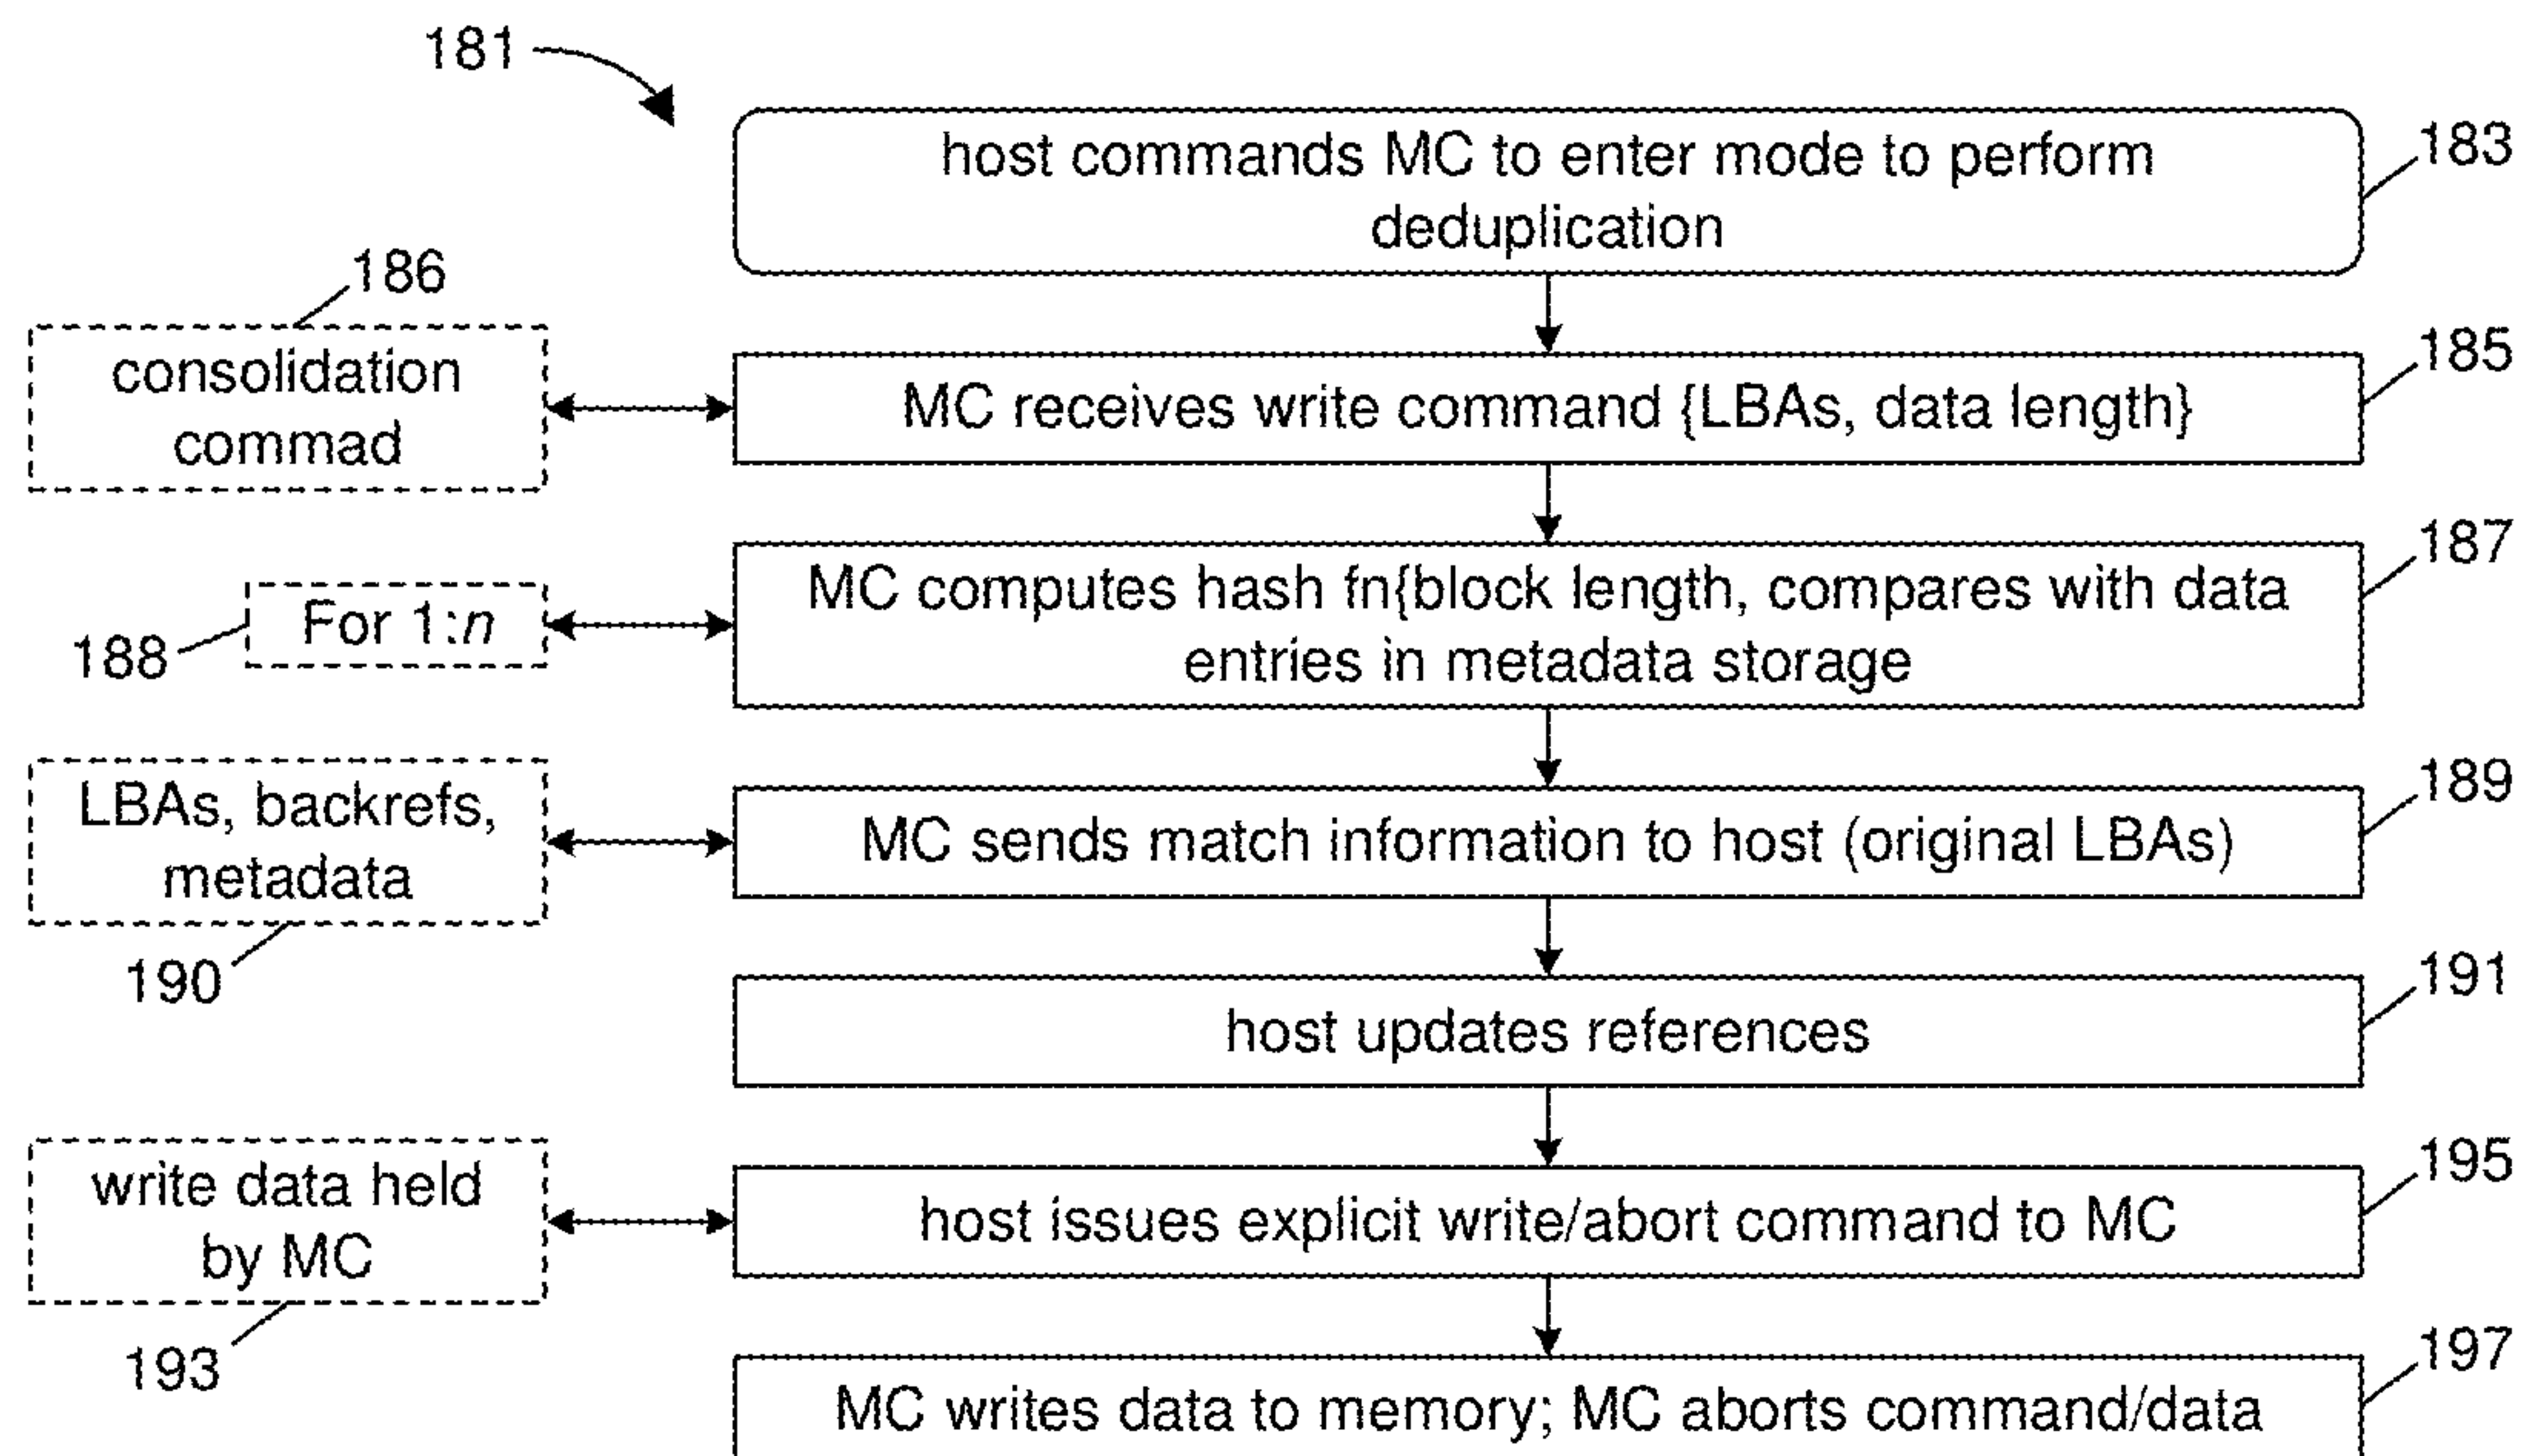 181
host commands MC to enter mode to perform
deduplication
183
186
consolidation
commad
MC receives write command {LBAs, data length}
185
For 1:n
188
MC computes hash fn{block length, compares with data
entries in metadata storage
187
LBAs, backrefs,
metadata
190
MC sends match information to host (original LBAs)
189
host updates references
191
write data held
by MC
193
host issues explicit write/abort command to MC
195
MC writes data to memory; MC aborts command/data
197